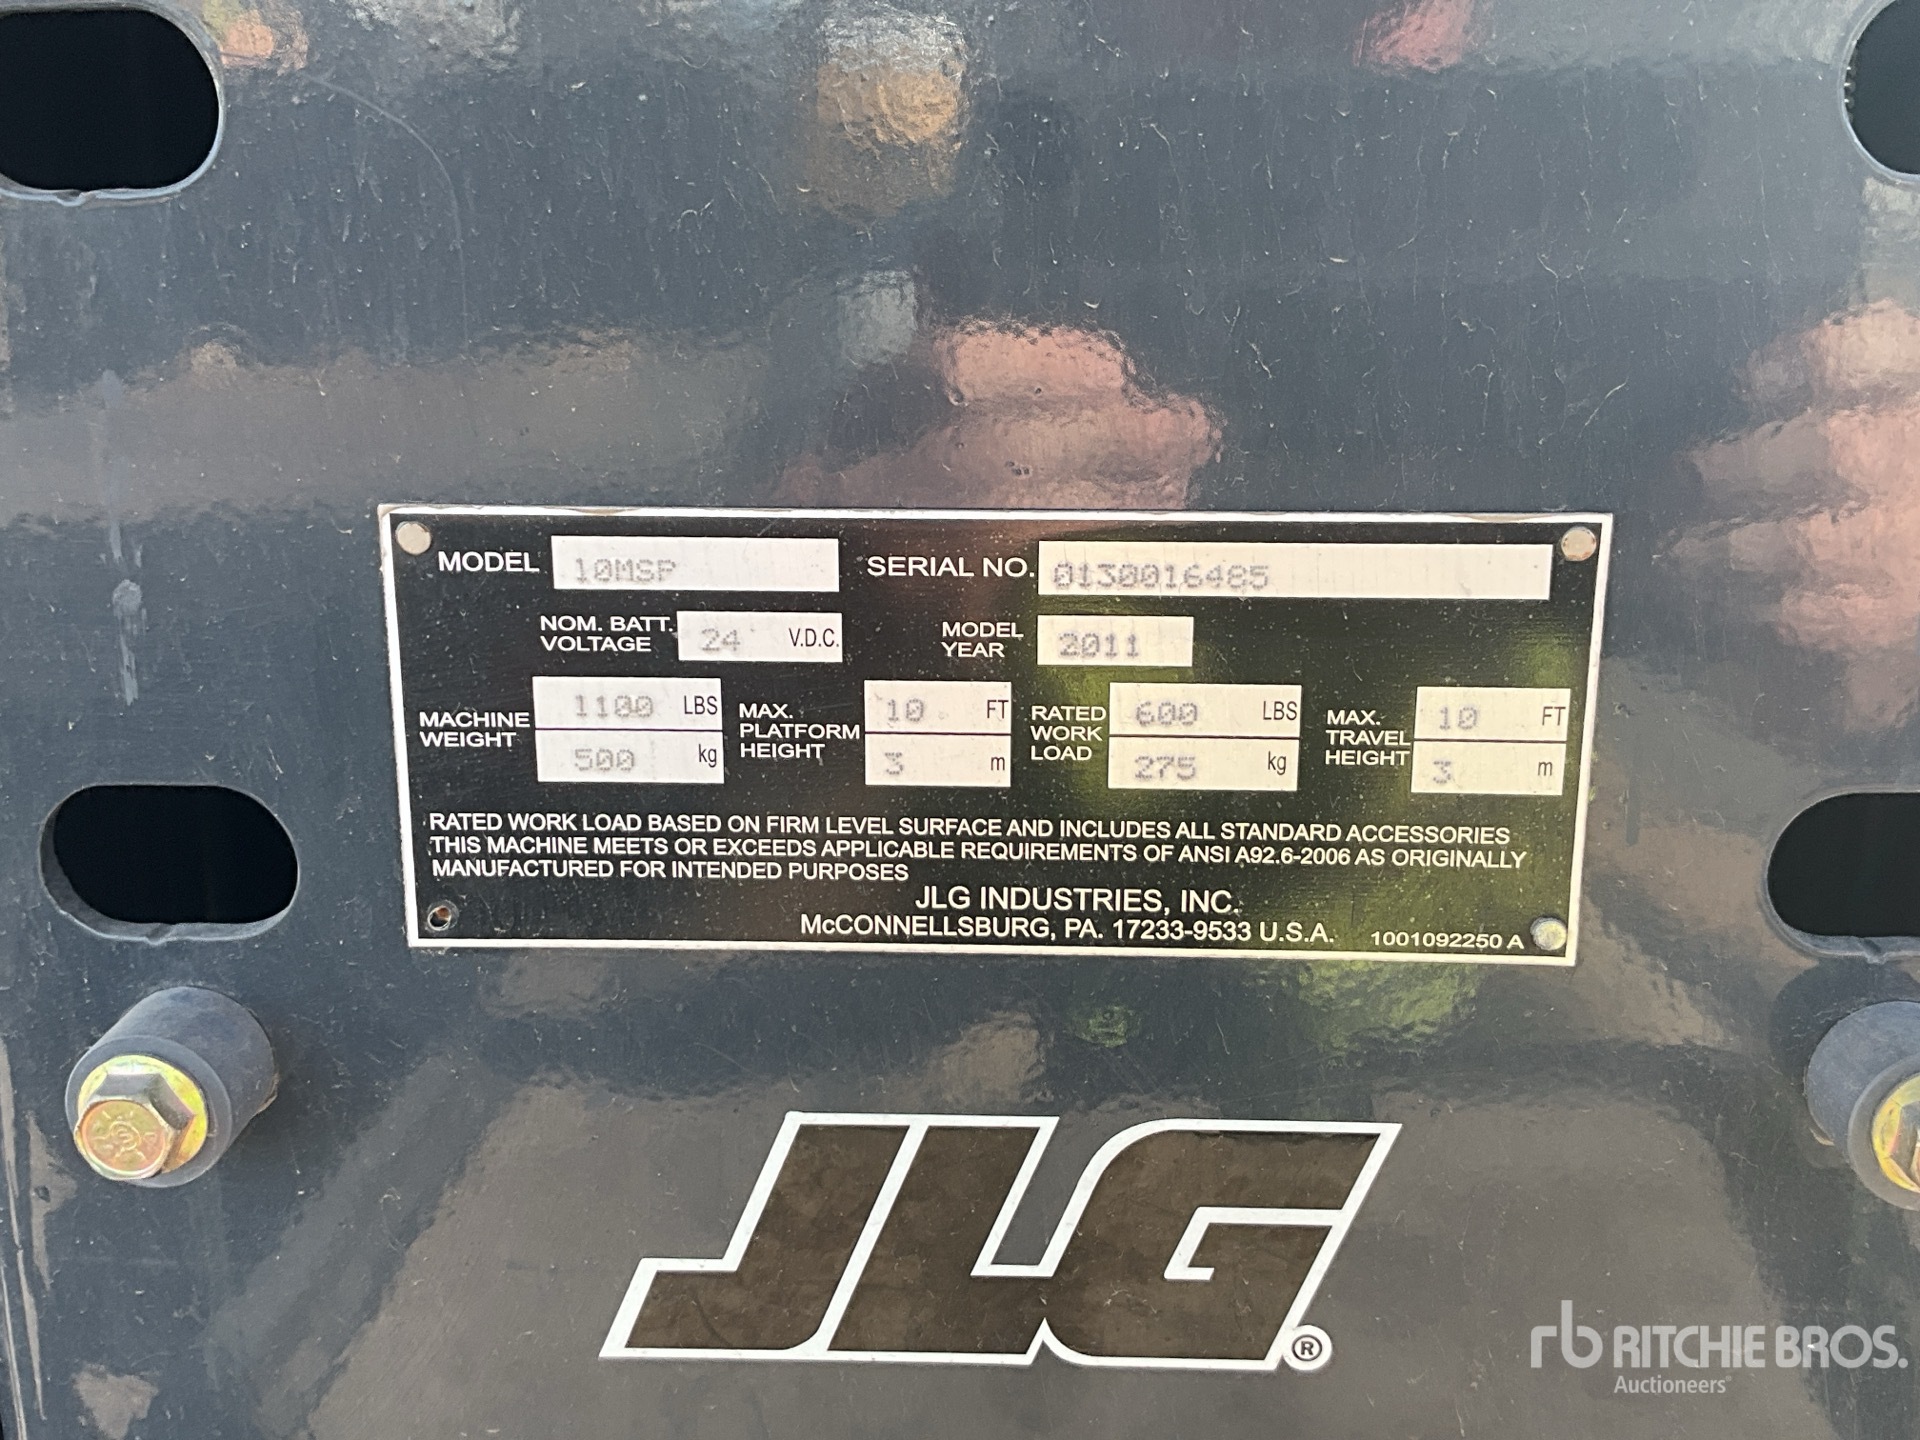 MODEL 10MSP SERIAL NO. 0130016485
NOM. BATT. VOLTAGE 24 V.D.C. MODEL YEAR 2011
MACHINE WEIGHT 1100 LBS 500 kg MAX. PLATFORM HEIGHT 10 FT 3 m RATED WORK LOAD 600 LBS 275 kg MAX. TRAVEL HEIGHT 10 FT 3 m
RATED WORK LOAD BASED ON FIRM LEVEL SURFACE AND INCLUDES ALL STANDARD ACCESSORIES
THIS MACHINE MEETS OR EXCEEDS APPLICABLE REQUIREMENTS OF ANSI A92.6-2006 AS ORIGINALLY
MANUFACTURED FOR INTENDED PURPOSES
JLG INDUSTRIES, INC.
McCONNELLSBURG, PA. 17233-9533 U.S.A. 1001092250 A
JLG®
rb RITCHIE BROS.
Auctioneers